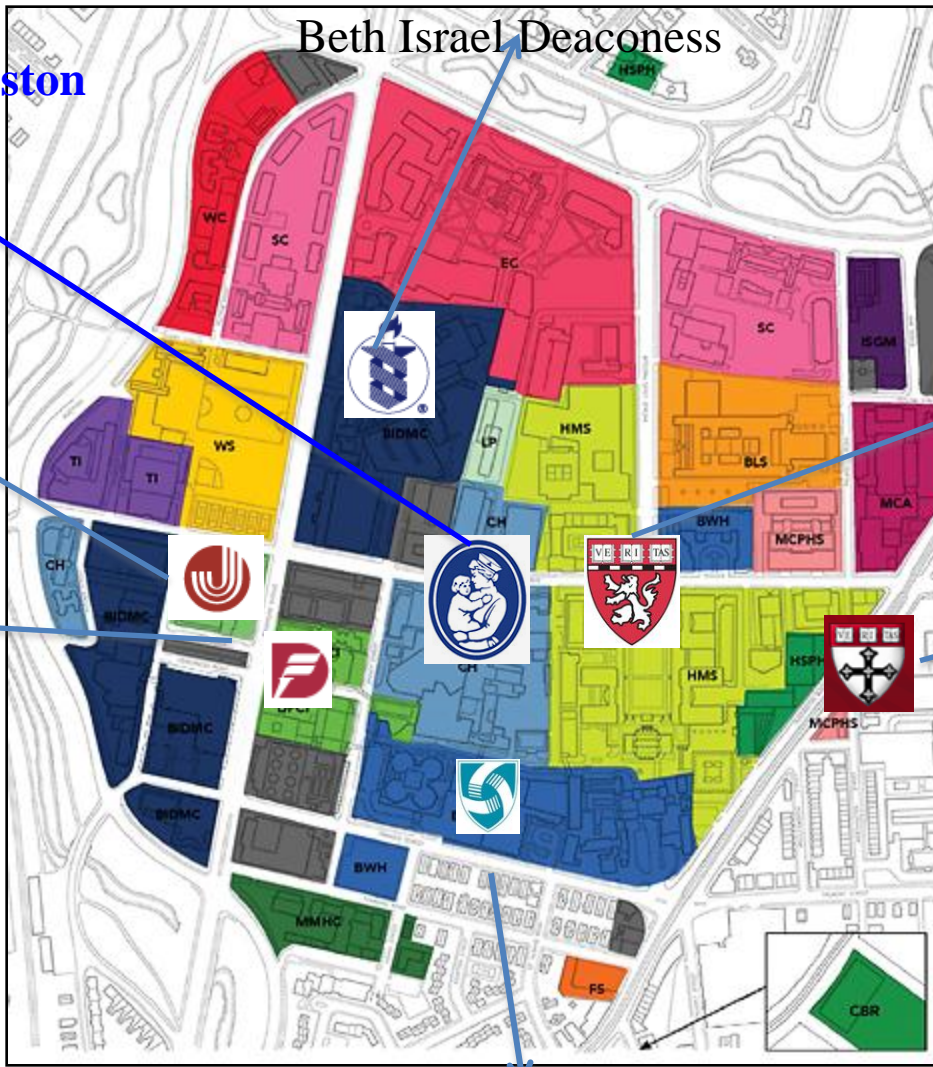 Beth Israel Deaconess
ston
HSPH
WC
SC
EC
SC
ISGM
®
BIDMC
LP
HMS
WS
TI
TI
BLS
MCA
CH
BWH
MCPHS
CH
BIDMC
VE RI TAS
VE RI TAS
CH
HMS
HSPH
BIDMC
MCPHS
BIDMC
BWH
MMHC
FS
CBR